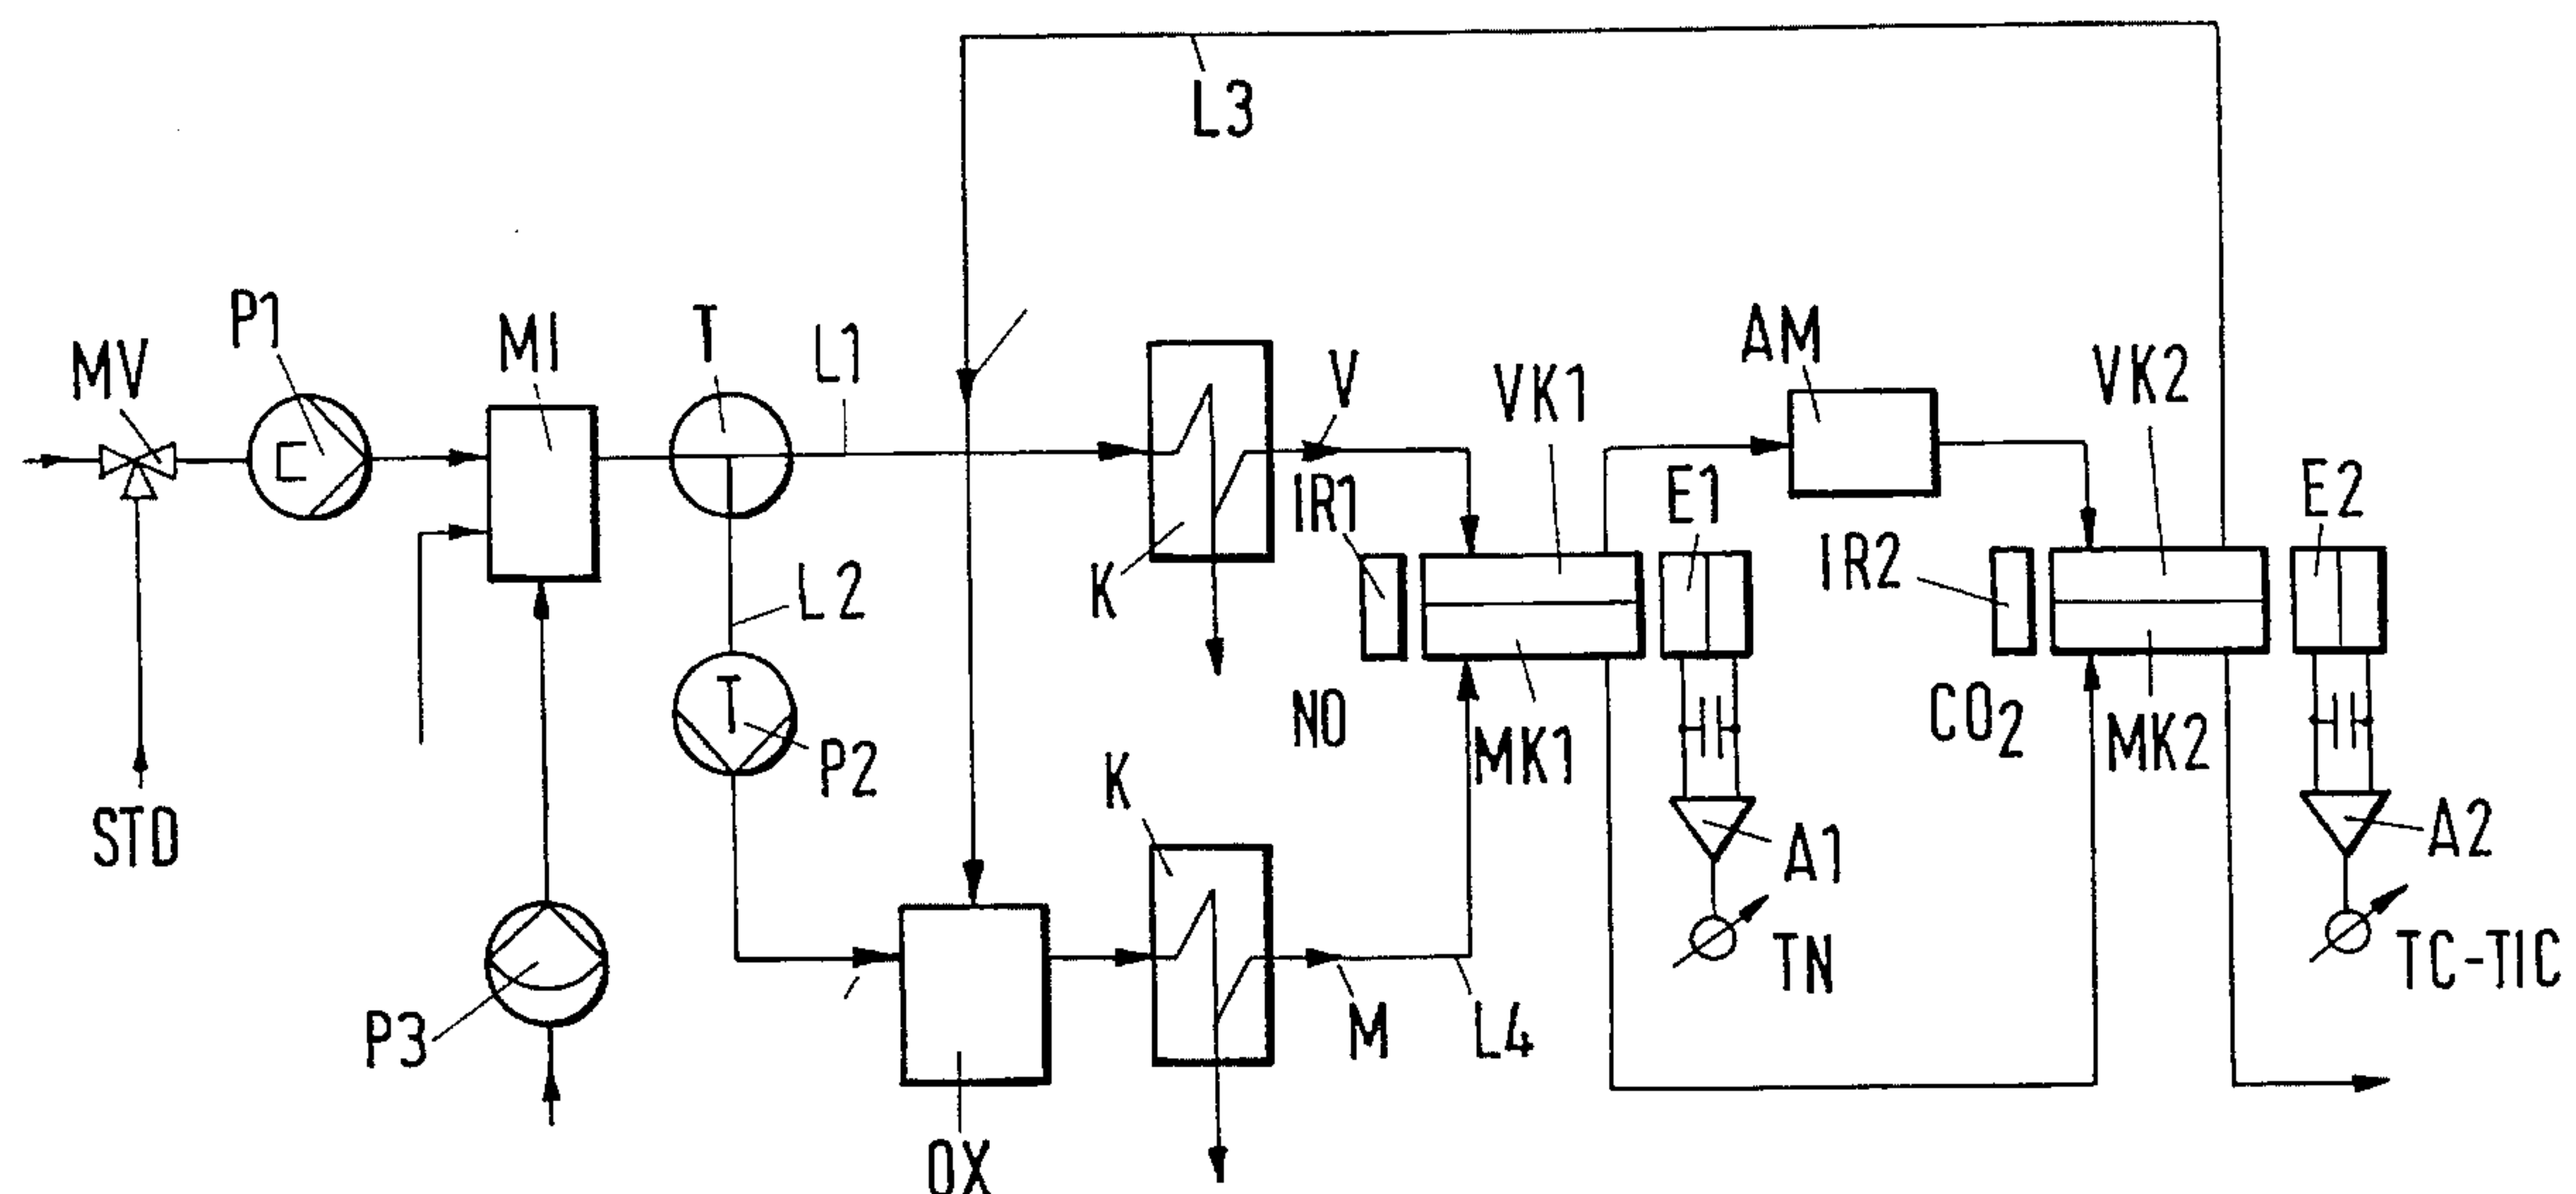 L3
P1
MV
MI
T
L1
V
VK1
AM
VK2
IR1
E1
E2
K
L2
IR2
T
P2
NO
MK1
CO2
MK2
STD
K
A1
A2
P3
M
L4
TN
TC-TIC
OX